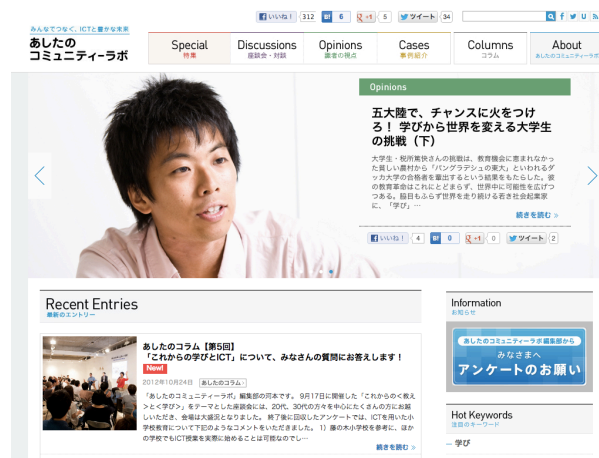 いいね！ 312 B! 6 g +1 5 ツイート 34
みんなでつなぐ、ICTと豊かな未来
あしたの
コミュニティーラボ
Special
特集
Discussions
座談会・対談
Opinions
識者の視点
Cases
事例紹介
Columns
コラム
About
あしたのコミュニティーラボ
Opinions
五大陸で、チャンスに火をつけ
ろ！ 学びから世界を変える大学生
の挑戦（下）
大学生・税所篤快さんの挑戦は、教育機会に恵まれなかっ
た貧しい農村から「バングラデシュの東大」といわれるダ
ッカ大学の合格者を輩出するという結果をもたらした。彼
の教育革命はこれにとどまらず、世界中に可能性を広げつ
つある。脇目もふらず世界を走り続ける若き社会起業家
に、「学び」…
続きを読む
いいね！ 4 B! 0 g +1 0 ツイート 2
Recent Entries
最新のエントリー
あしたのコラム【第5回】
「これからの学びとICT」について、みなさんの質問にお答えします！
New!
2012年10月24日 あしたのコラム
「あしたのコミュニティーラボ」編集部の河本です。 9月17日に開催した「これからの＜教え
＞と＜学び＞」をテーマとした座談会には、20代、30代の方々を中心にたくさんの方にお越
しいただき、会場は大盛況となりました。 終了後に回収したアンケートでは、ICTを用いた小
学校教育について下記のようなコメントをいただきました。 1）藤の木小学校を参考に、ほか
の学校でもICT授業を実際に始めることは可能なのでし…
続きを読む
Information
お知らせ
あしたのコミュニティーラボ編集部から
みなさまへ
アンケートのお願い
Hot Keywords
注目のキーワード
学び